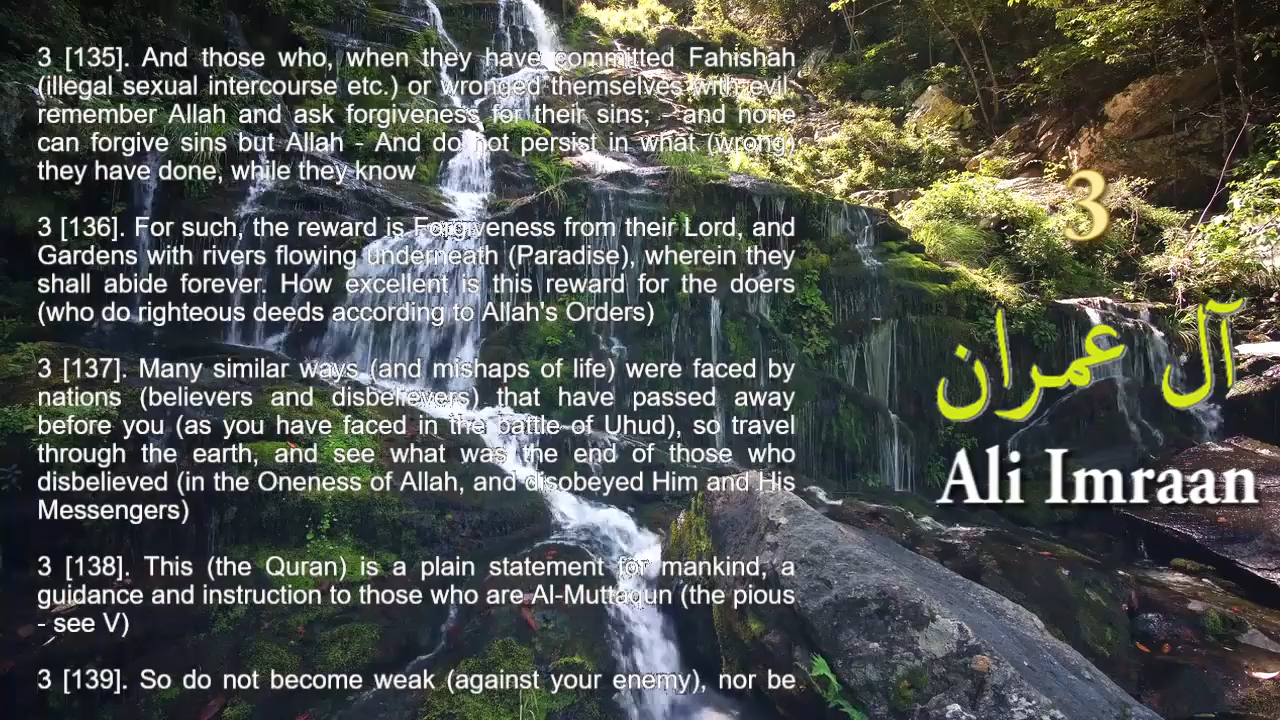 3 [135]. And those who, when they have committed Fahishah
(illegal sexual intercourse etc.) or wronged themselves with evil,
remember Allah and ask forgiveness for their sins; - and none
can forgive sins but Allah - And do not persist in what (wrong)
they have done, while they know
3 [136]. For such, the reward is Forgiveness from their Lord, and
Gardens with rivers flowing underneath (Paradise), wherein they
shall abide forever. How excellent is this reward for the doers
(who do righteous deeds according to Allah's Orders)
3 [137]. Many similar ways (and mishaps of life) were faced by
nations (believers and disbelievers) that have passed away
before you (as you have faced in the battle of Uhud), so travel
through the earth, and see what was the end of those who
disbelieved (in the Oneness of Allah, and disobeyed Him and His
Messengers)
3 [138]. This (the Quran) is a plain statement for mankind, a
guidance and instruction to those who are Al-Muttaqun (the pious
- see V)
3 [139]. So do not become weak (against your enemy), nor be
3
آل عمران
Ali Imraan